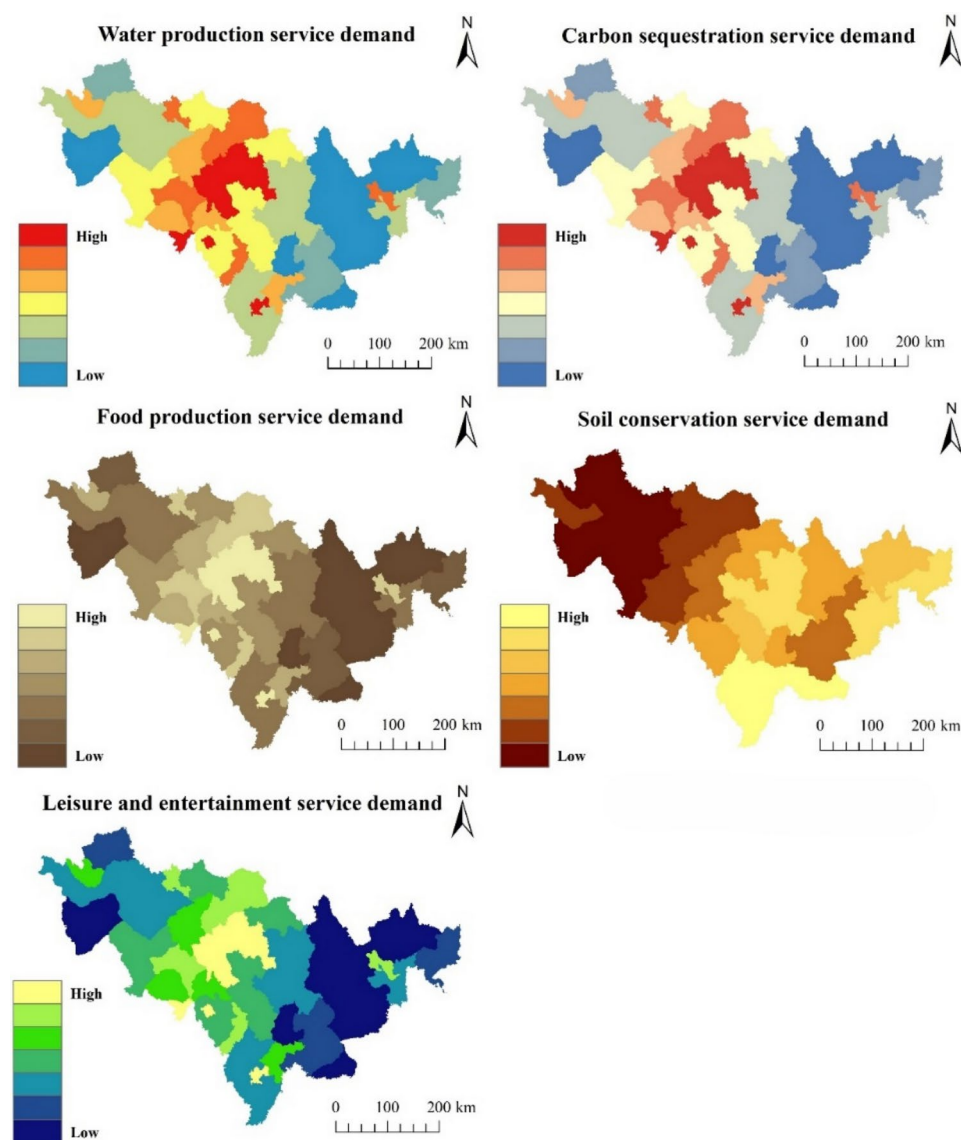 Water production service demand
N
High
Low
0 100 200 km
Carbon sequestration service demand
N
High
Low
0 100 200 km
Food production service demand
N
High
Low
0 100 200 km
Soil conservation service demand
N
High
Low
0 100 200 km
Leisure and entertainment service demand
N
High
Low
0 100 200 km